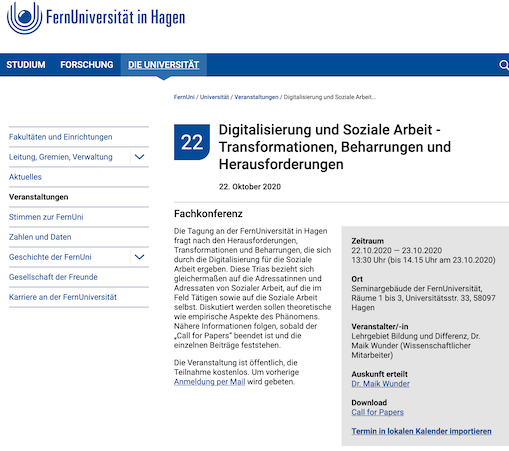 FernUniversität in Hagen
STUDIUM FORSCHUNG DIE UNIVERSITÄT
FernUni / Universität / Veranstaltungen / Digitalisierung und Soziale Arbeit...
Fakultäten und Einrichtungen
Leitung, Gremien, Verwaltung
Aktuelles
Veranstaltungen
Stimmen zur FernUni
Zahlen und Daten
Geschichte der FernUni
Gesellschaft der Freunde
Karriere an der FernUniversität
22
Digitalisierung und Soziale Arbeit -
Transformationen, Beharrungen und
Herausforderungen
22. Oktober 2020
Fachkonferenz
Die Tagung an der FernUniversität in Hagen
fragt nach den Herausforderungen,
Transformationen und Beharrungen, die sich
durch die Digitalisierung für die Soziale
Arbeit ergeben. Diese Trias bezieht sich
gleichermaßen auf die Adressatinnen und
Adressaten von Sozialer Arbeit, auf die im
Feld Tätigen sowie auf die Soziale Arbeit
selbst. Diskutiert werden sollen theoretische
wie empirische Aspekte des Phänomens.
Nähere Informationen folgen, sobald der
„Call for Papers" beendet ist und die
einzelnen Beiträge feststehen.
Die Veranstaltung ist öffentlich, die
Teilnahme kostenlos. Um vorherige
Anmeldung per Mail wird gebeten.
Zeitraum
22.10.2020 — 23.10.2020
13:30 Uhr (bis 14.15 Uhr am 23.10.2020)
Ort
Seminargebäude der FernUniversität,
Räume 1 bis 3, Universitätsstr. 33, 58097
Hagen
Veranstalter/-in
Lehrgebiet Bildung und Differenz, Dr.
Maik Wunder (Wissenschaftlicher
Mitarbeiter)
Auskunft erteilt
Dr. Maik Wunder
Download
Call for Papers
Termin in lokalen Kalender importieren